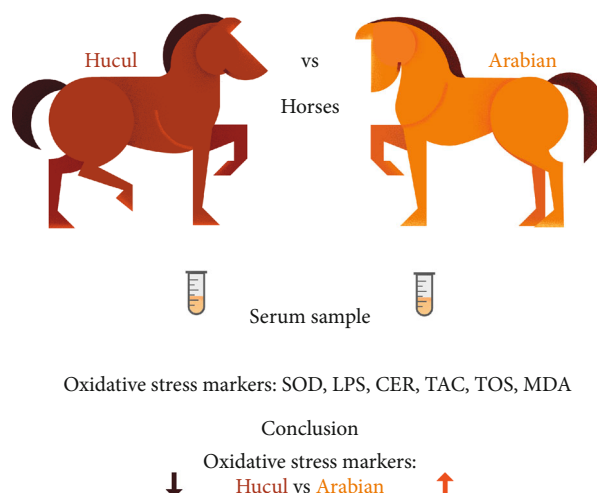 Hucul vs Arabian
Horses
Serum sample
Oxidative stress markers: SOD, LPS, CER, TAC, TOS, MDA
Conclusion
Oxidative stress markers:
Hucul vs Arabian